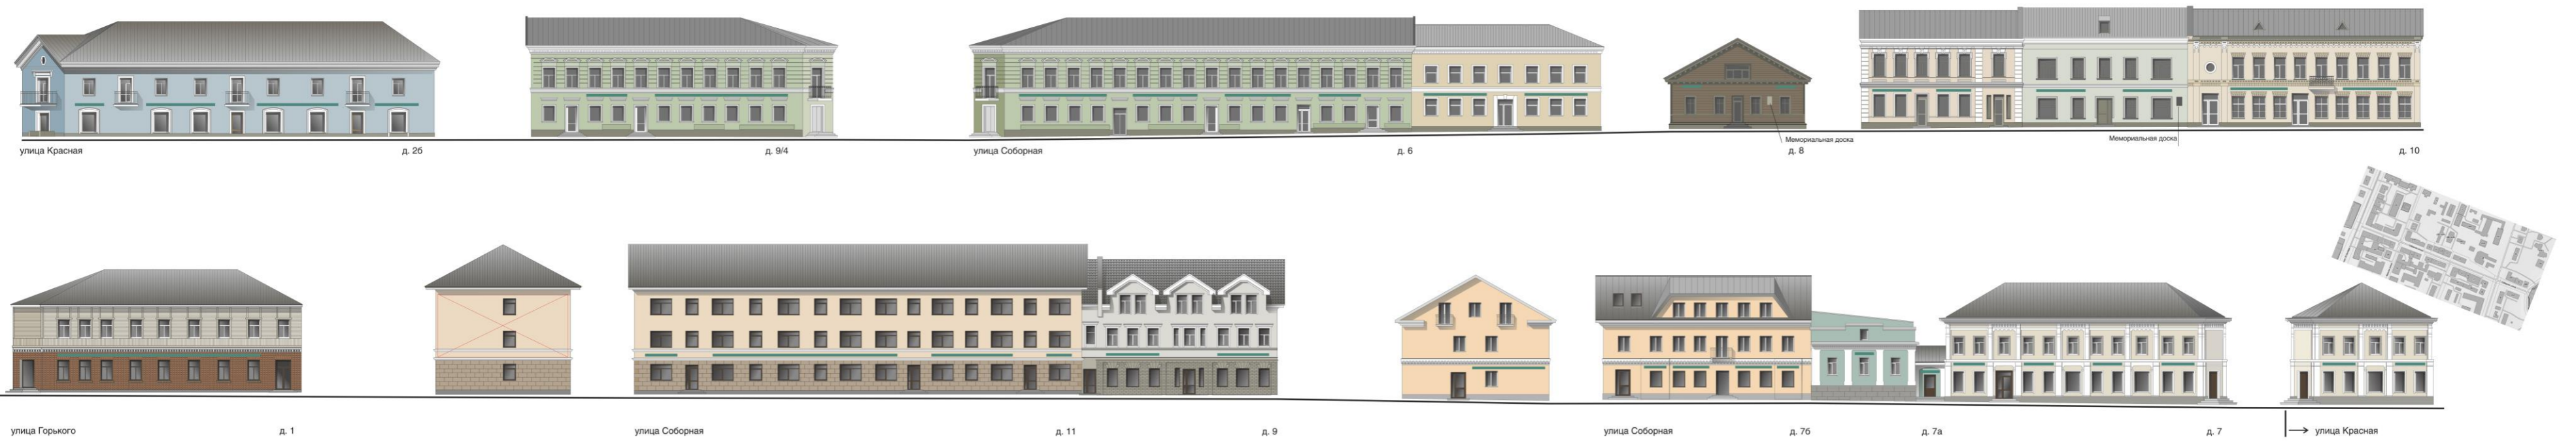 Мемориальная доска
Мемориальная доска
улица Красная
д. 2б
д. 9/4
улица Соборная
д. 6
д. 8
д. 10
улица Горького
д. 1
улица Соборная
д. 11
д. 9
улица Соборная
д. 7б
д. 7а
д. 7
улица Красная